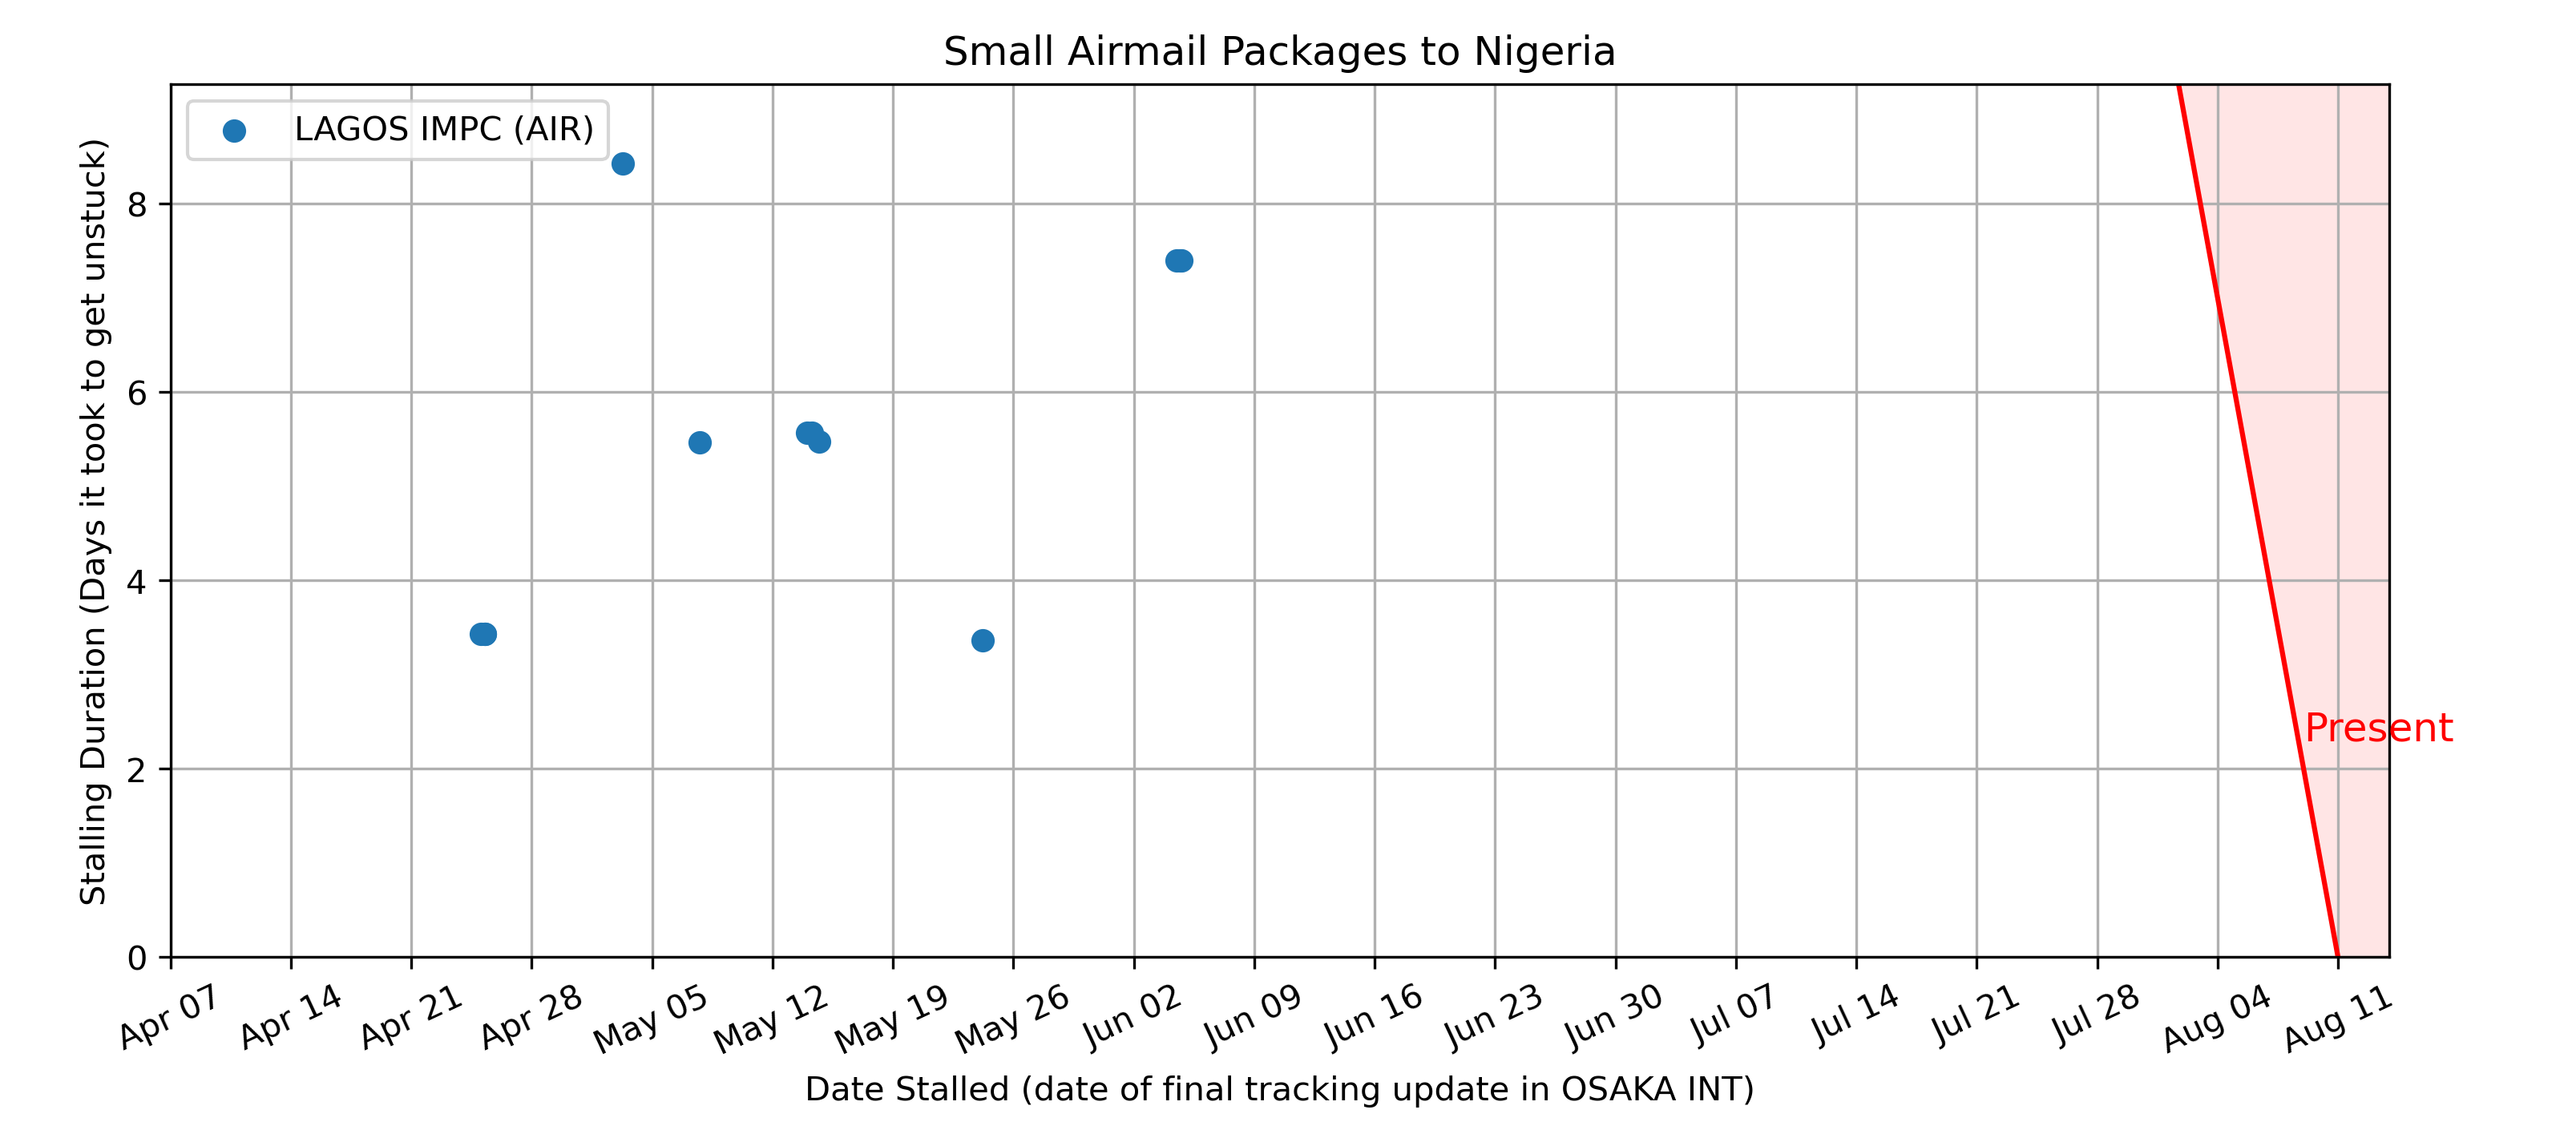 Small Airmail Packages to Nigeria
LAGOS IMPC (AIR)
Stalling Duration (Days it took to get unstuck)
8
6
4
2
0
Present
Apr 07
Apr 14
Apr 21
Apr 28
May 05
May 12
May 19
May 26
Jun 02
Jun 09
Jun 16
Jun 23
Jun 30
Jul 07
Jul 14
Jul 21
Jul 28
Aug 04
Aug 11
Date Stalled (date of final tracking update in OSAKA INT)